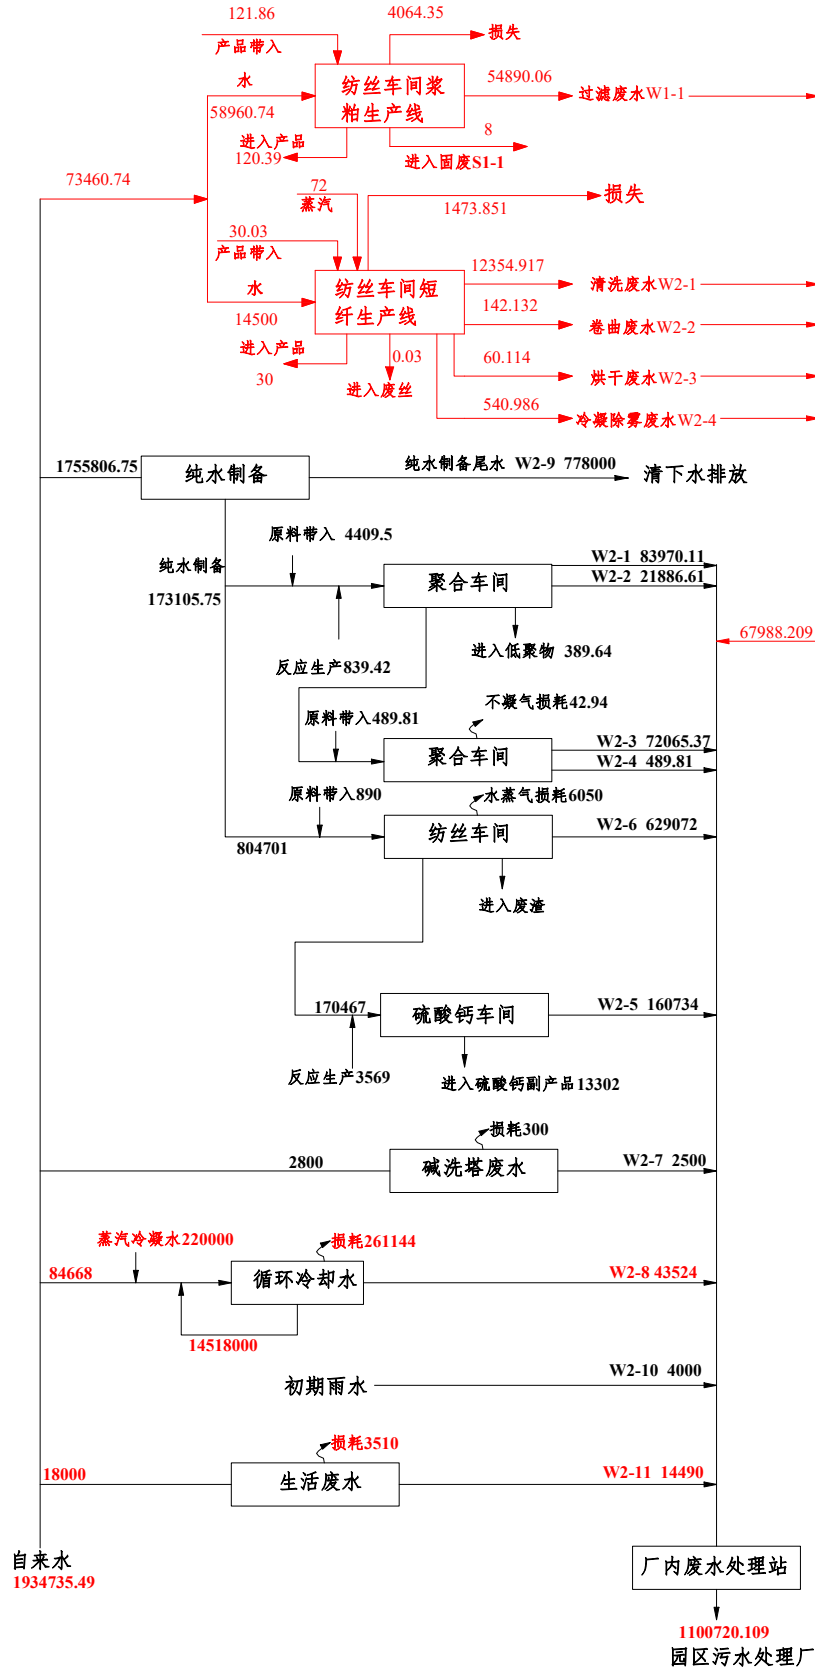 121.86
产品带入
4064.35
损失
水
58960.74
纺丝车间浆
粕生产线
54890.06
过滤废水W1-1
进入产品
120.39
8
进入固废S1-1
73460.74
72
蒸汽
1473.851
损失
30.03
产品带入
水
14500
纺丝车间短
纤生产线
12354.917
清洗废水W2-1
142.132
卷曲废水W2-2
进入产品
30
0.03
进入废丝
60.114
烘干废水W2-3
540.986
冷凝除雾废水W2-4
1755806.75
纯水制备
纯水制备尾水 W2-9 778000
清下水排放
原料带入 4409.5
纯水制备
173105.75
聚合车间
W2-1 83970.11
W2-2 21886.61
67988.209
反应生产839.42
进入低聚物 389.64
不凝气损耗42.94
原料带入489.81
聚合车间
W2-3 72065.37
W2-4 489.81
原料带入890
水蒸气损耗6050
804701
纺丝车间
W2-6 629072
进入废渣
170467
硫酸钙车间
W2-5 160734
反应生产3569
进入硫酸钙副产品13302
损耗300
2800
碱洗塔废水
W2-7 2500
蒸汽冷凝水220000
损耗261144
84668
循环冷却水
W2-8 43524
14518000
初期雨水
W2-10 4000
损耗3510
18000
生活废水
W2-11 14490
自来水
1934735.49
厂内废水处理站
1100720.109
园区污水处理厂